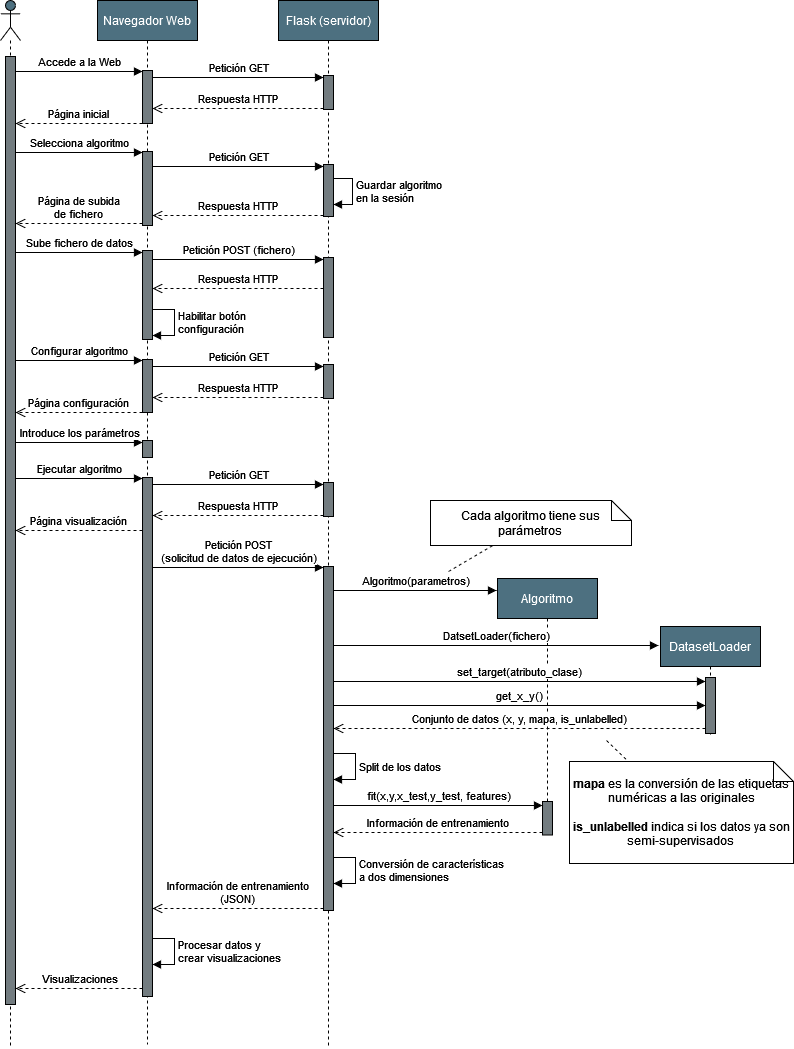 Navegador Web
Flask (servidor)
Accede a la Web
Petición GET
Respuesta HTTP
Página inicial
Selecciona algoritmo
Petición GET
Guardar algoritmo
en la sesión
Página de subida
de fichero
Respuesta HTTP
Sube fichero de datos
Petición POST (fichero)
Respuesta HTTP
Habilitar botón
configuración
Configurar algoritmo
Petición GET
Respuesta HTTP
Página configuración
Introduce los parámetros
Ejecutar algoritmo
Petición GET
Respuesta HTTP
Página visualización
Cada algoritmo tiene sus
parámetros
Petición POST
(solicitud de datos de ejecución)
Algoritmo(parametros)
Algoritmo
DatsetLoader(fichero)
DatasetLoader
set_target(atributo_clase)
get_x_y()
Conjunto de datos (x, y, mapa, is_unlabelled)
Split de los datos
mapa es la conversión de las etiquetas
numéricas a las originales
is_unlabelled indica si los datos ya son
semi-supervisados
fit(x,y,x_test,y_test, features)
Información de entrenamiento
Conversión de características
a dos dimensiones
Información de entrenamiento
(JSON)
Procesar datos y
crear visualizaciones
Visualizaciones